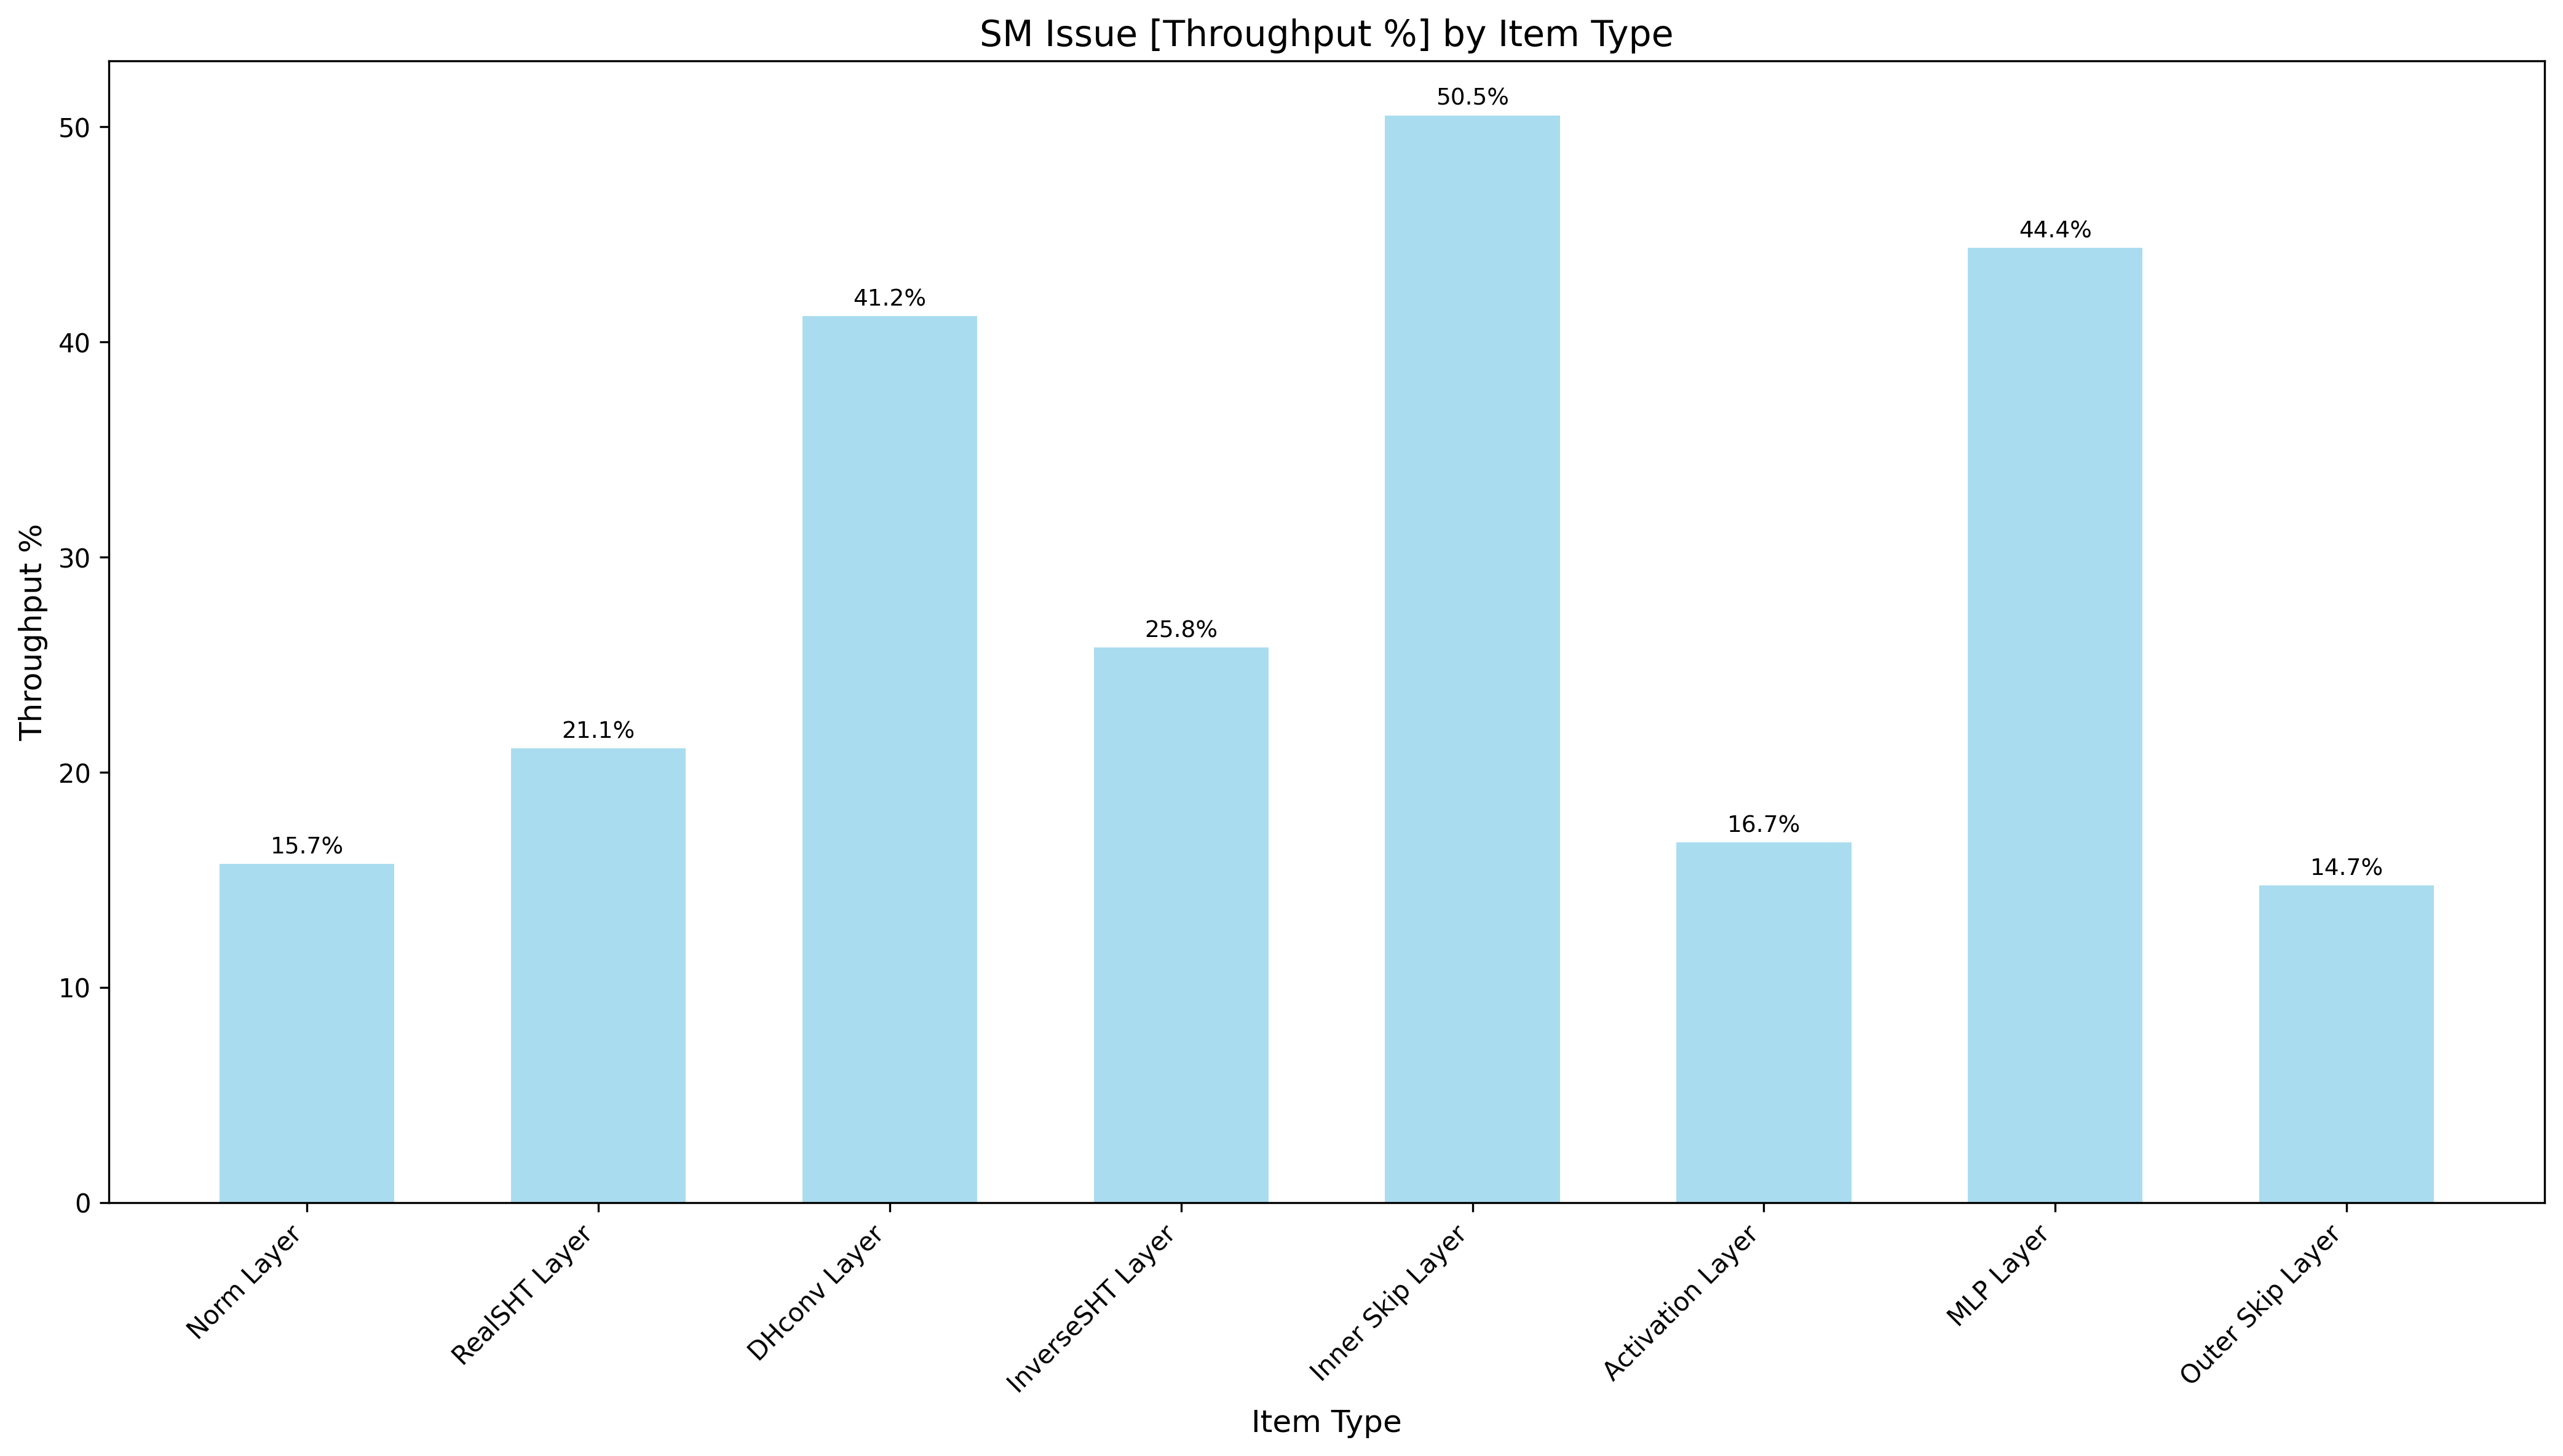 SM Issue [Throughput %] by Item Type
Throughput %
50
40
30
20
10
0
15.7%
21.1%
41.2%
25.8%
50.5%
16.7%
44.4%
14.7%
Norm Layer
RealSHT Layer
DHconv Layer
InverseSHT Layer
Inner Skip Layer
Activation Layer
MLP Layer
Outer Skip Layer
Item Type